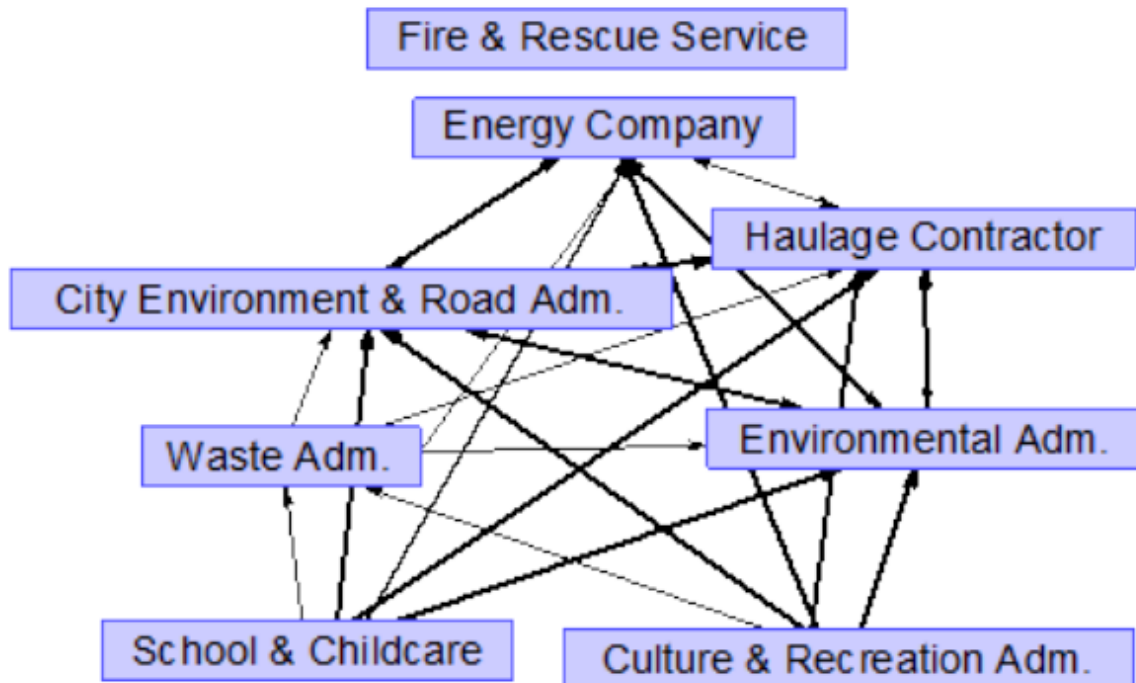 Fire & Rescue Service
Energy Company
Haulage Contractor
City Environment & Road Adm.
Waste Adm.
Environmental Adm.
School & Childcare
Culture & Recreation Adm.